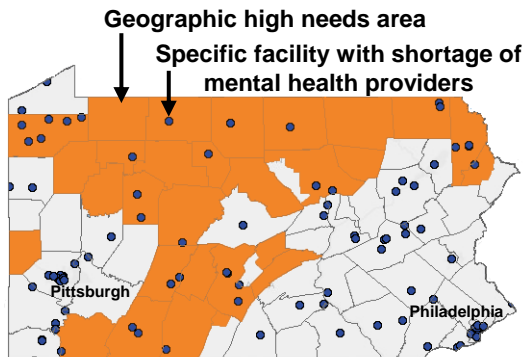 Geographic high needs area
Specific facility with shortage of
mental health providers
Pittsburgh
Philadelphia